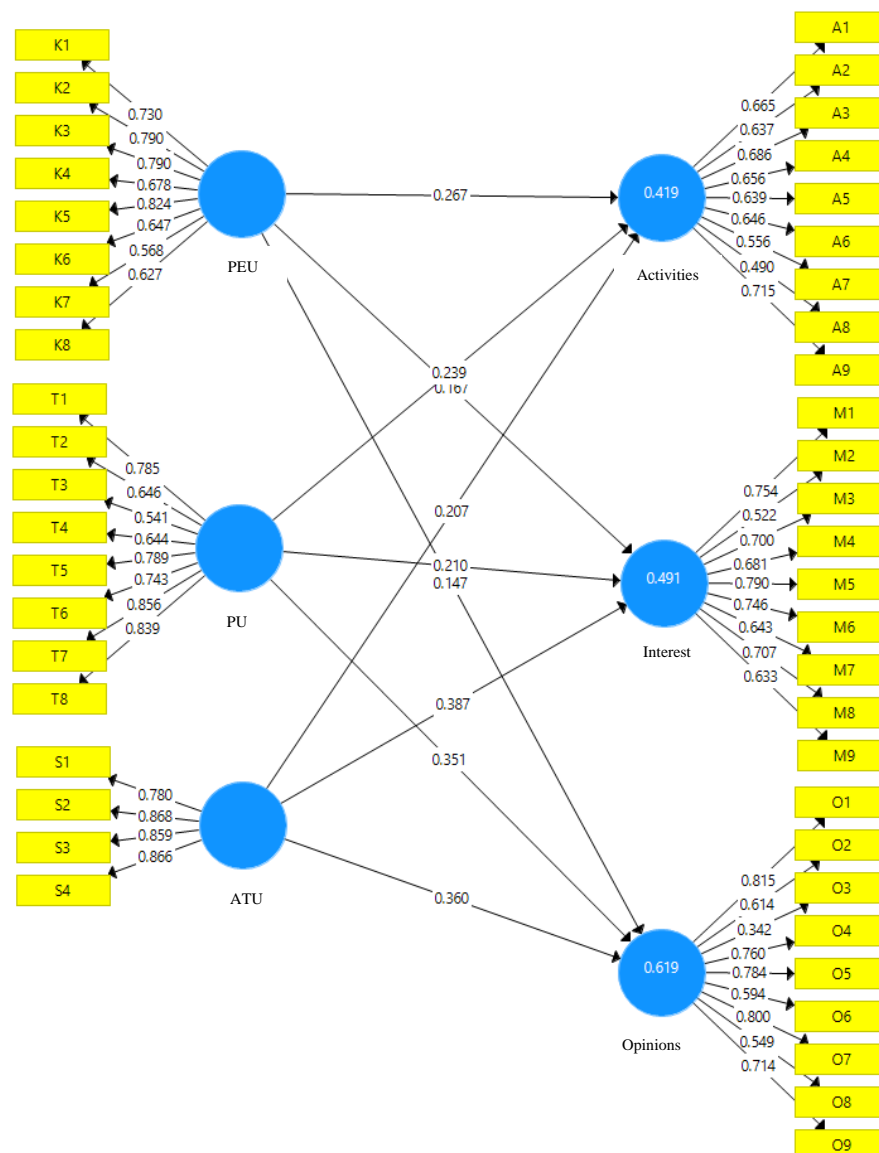 K1
K2
K3
K4
K5
K6
K7
K8
0.730
0.790
0.790
0.678
0.824
0.647
0.568
0.627
PEU
T1
T2
T3
T4
T5
T6
T7
T8
0.785
0.646
0.541
0.644
0.789
0.743
0.856
0.839
PU
S1
S2
S3
S4
0.780
0.868
0.859
0.866
ATU
0.267
0.239
0.167
0.207
0.210
0.147
0.387
0.351
0.360
0.419
Activities
0.665
0.637
0.686
0.656
0.639
0.646
0.556
0.490
0.715
A1
A2
A3
A4
A5
A6
A7
A8
A9
0.491
Interest
0.754
0.522
0.700
0.681
0.790
0.746
0.643
0.707
0.633
M1
M2
M3
M4
M5
M6
M7
M8
M9
0.619
Opinions
0.815
0.614
0.342
0.760
0.784
0.594
0.800
0.549
0.714
O1
O2
O3
O4
O5
O6
O7
O8
O9